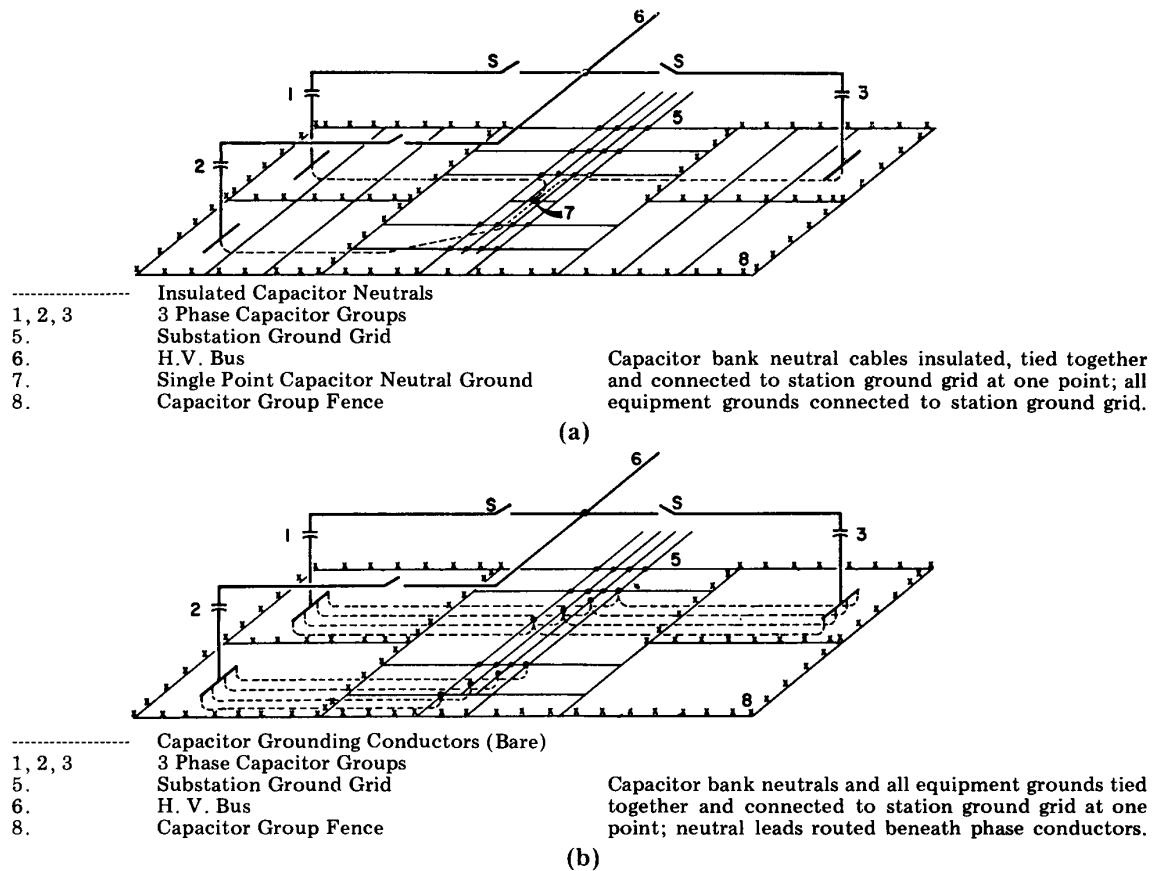 6
S S
1 3
5
2
7
8
---------------- Insulated Capacitor Neutrals
1, 2, 3 3 Phase Capacitor Groups
5. Substation Ground Grid
6. H.V. Bus
7. Single Point Capacitor Neutral Ground
8. Capacitor Group Fence
Capacitor bank neutral cables insulated, tied together
and connected to station ground grid at one point; all
equipment grounds connected to station ground grid.
(a)
6
S S
1 3
5
2
8
---------------- Capacitor Grounding Conductors (Bare)
1, 2, 3 3 Phase Capacitor Groups
5. Substation Ground Grid
6. H. V. Bus
8. Capacitor Group Fence
Capacitor bank neutrals and all equipment grounds tied
together and connected to station ground grid at one
point; neutral leads routed beneath phase conductors.
(b)